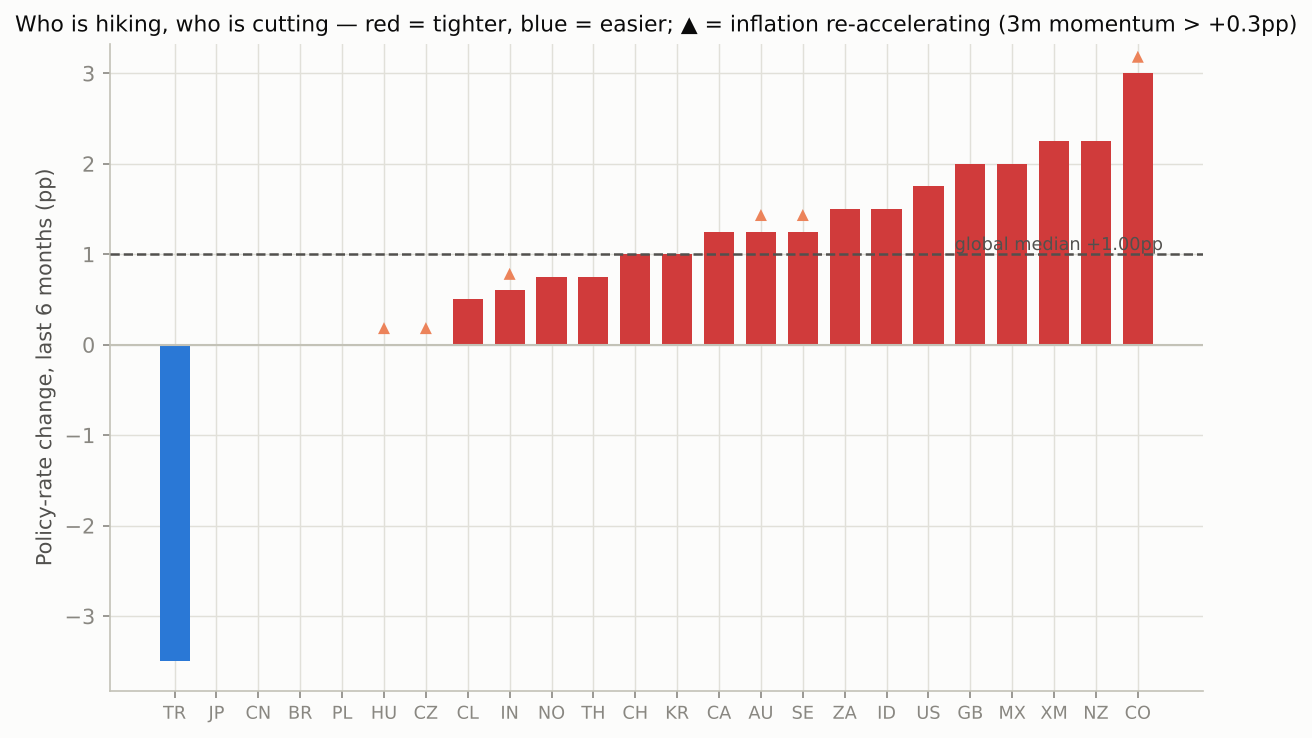 Who is hiking, who is cutting — red = tighter, blue = easier; ▲ = inflation re-accelerating (3m momentum > +0.3pp)
Policy-rate change, last 6 months (pp)
3
2
1
0
−1
−2
−3
global median +1.00pp
TR JP CN BR PL HU CZ CL IN NO TH CH KR CA AU SE ZA ID US GB MX XM NZ CO